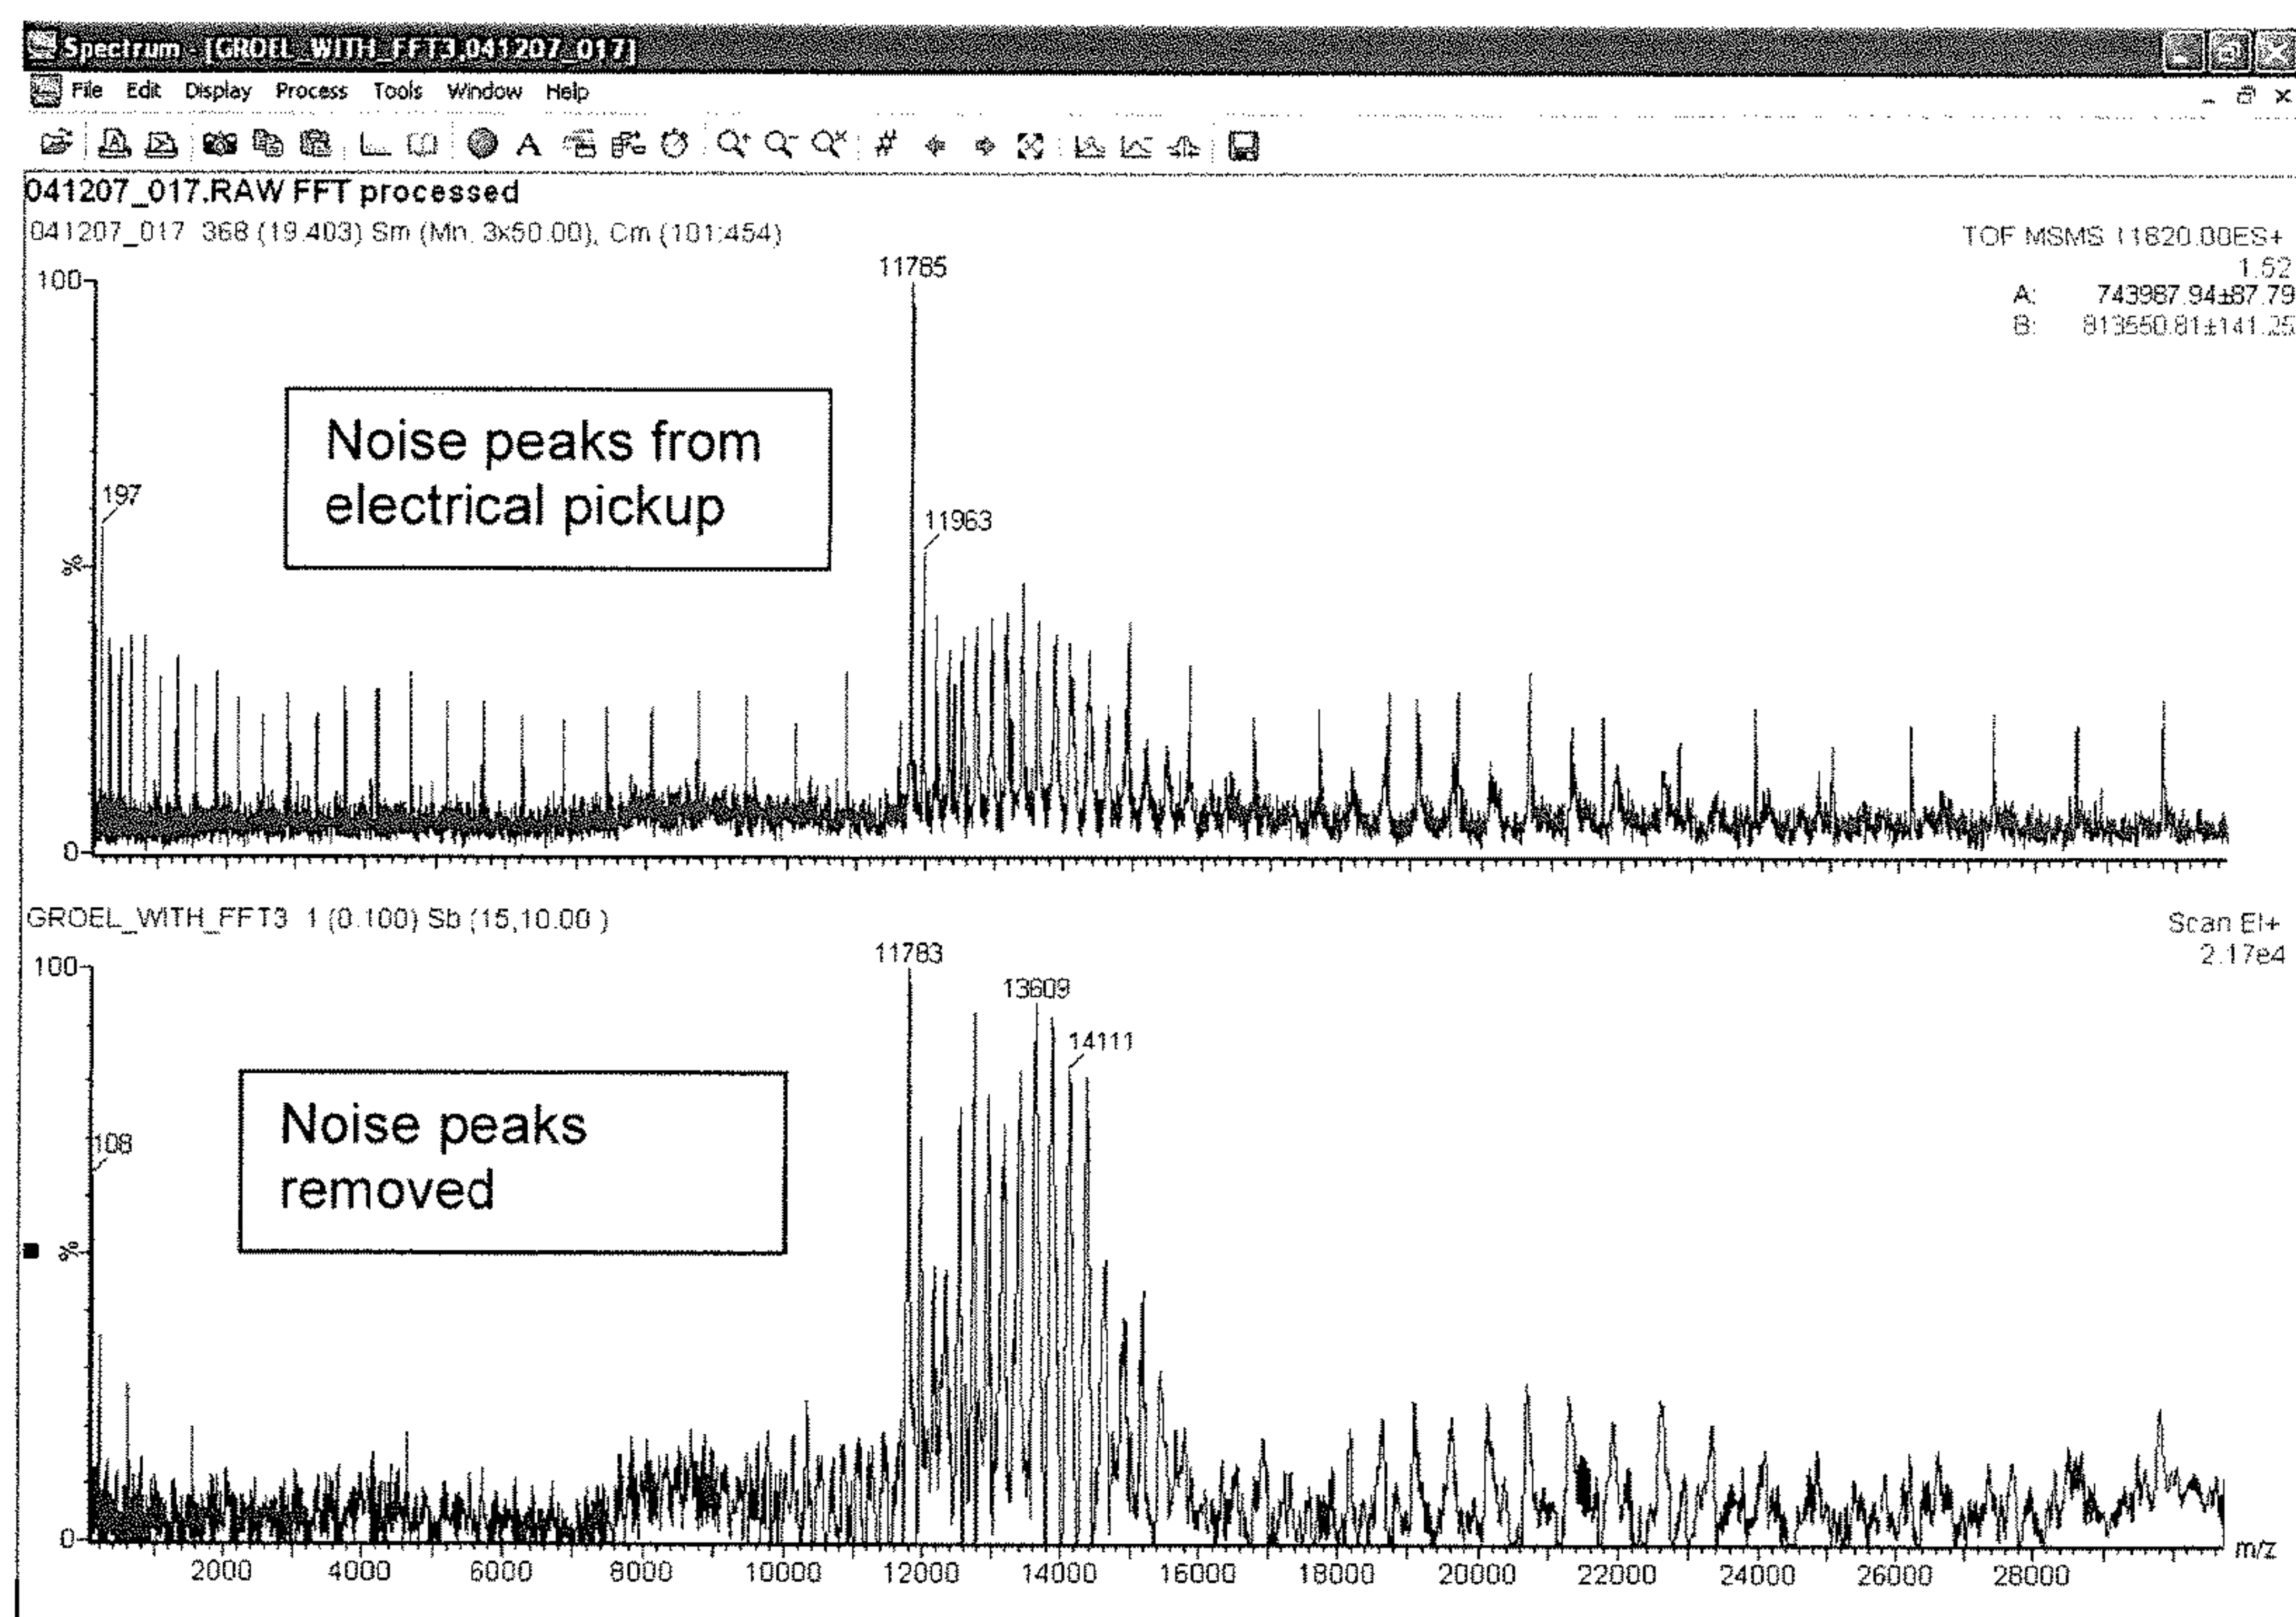 Spectrum - [GROEL_WITH_FFT3,041207_017]
File Edit Display Process Tools Window Help
041207_017.RAW FFT processed
041207_017 368 (19.403) Sm (Mn, 3x50.00), Cm (101:454)
TOF MSMS 11820.00ES+
1.52
A: 743987.94±87.79
B: 813550.81±141.25
100
11785
Noise peaks from
electrical pickup
197
11963
%
0
GROEL_WITH_FFT3 1 (0.100) Sb (15,10.00 )
Scan EI+
2.17e4
100
11783
13609
14111
Noise peaks
removed
108
%
0
2000 4000 6000 8000 10000 12000 14000 16000 18000 20000 22000 24000 26000 28000
m/z